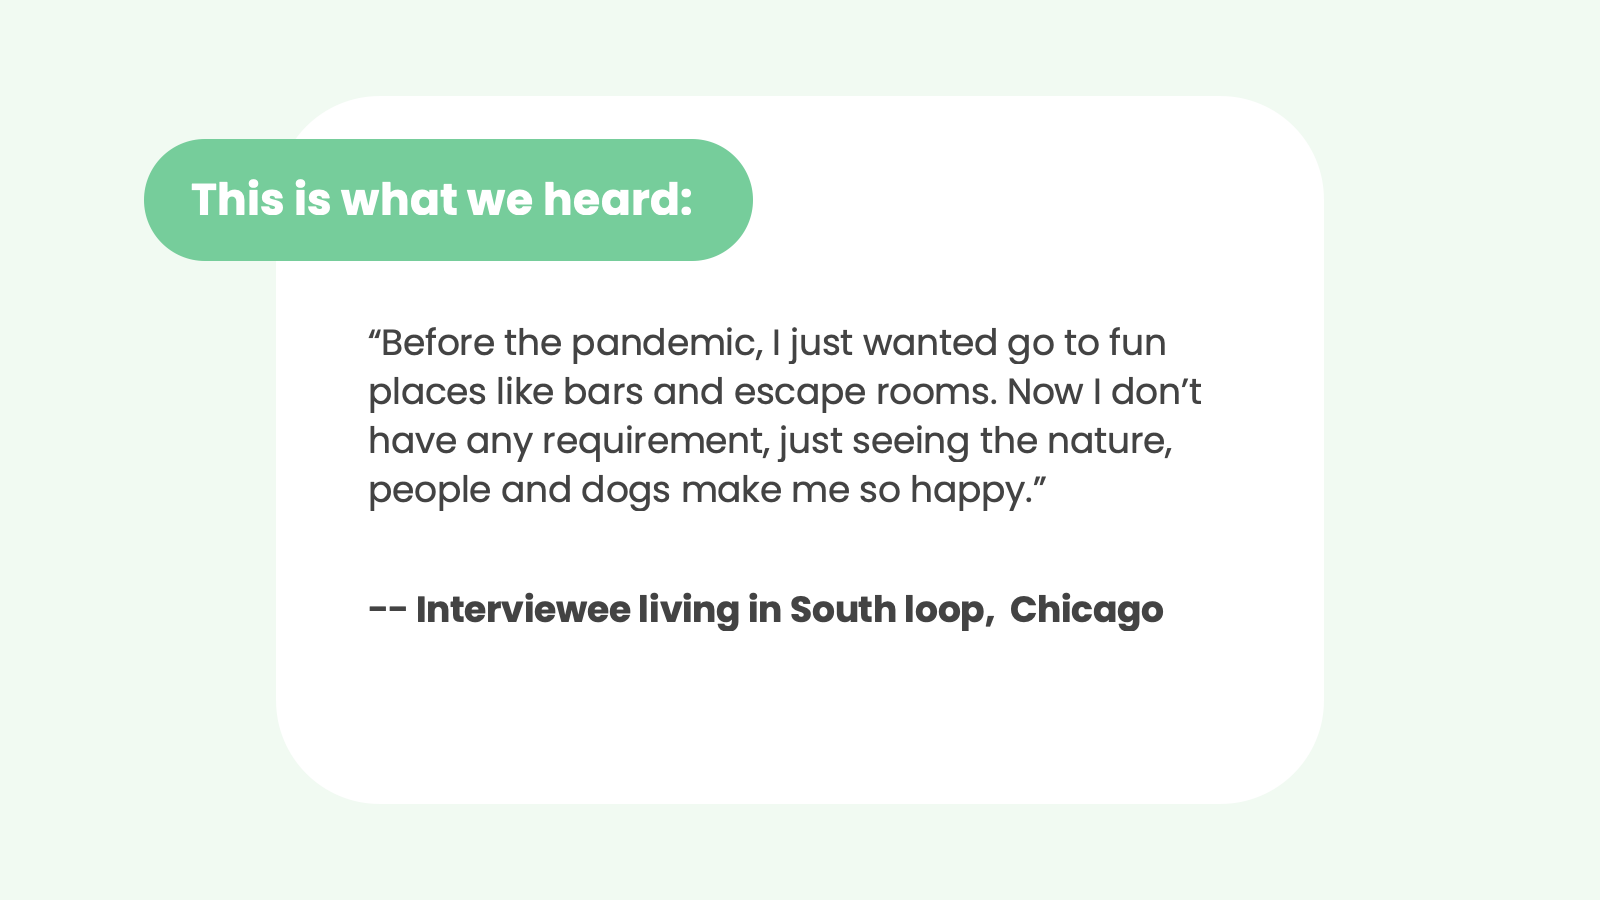 This is what we heard:
“Before the pandemic, I just wanted go to fun
places like bars and escape rooms. Now I don’t
have any requirement, just seeing the nature,
people and dogs make me so happy.”
-- Interviewee living in South loop,  Chicago